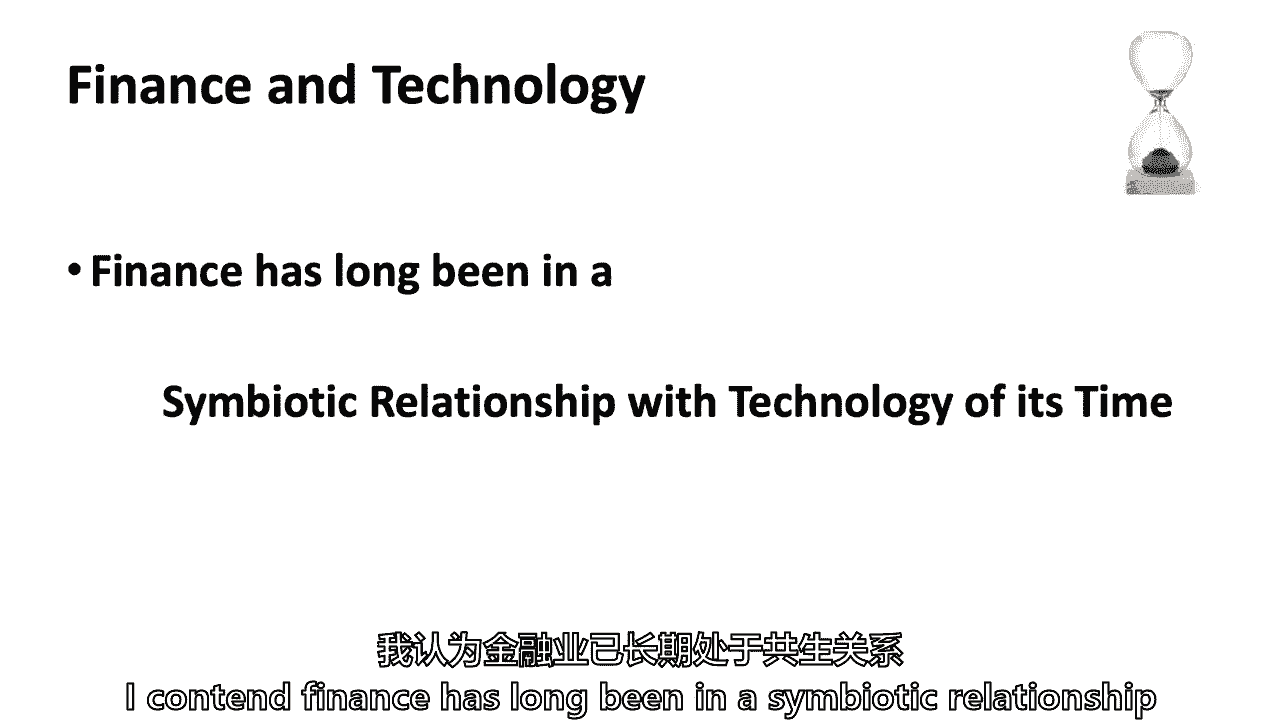 Finance and Technology
• Finance has long been in a
Symbiotic Relationship with Technology of its Time
我认为金融业已长期处于共生关系
I contend finance has long been in a symbiotic relationship